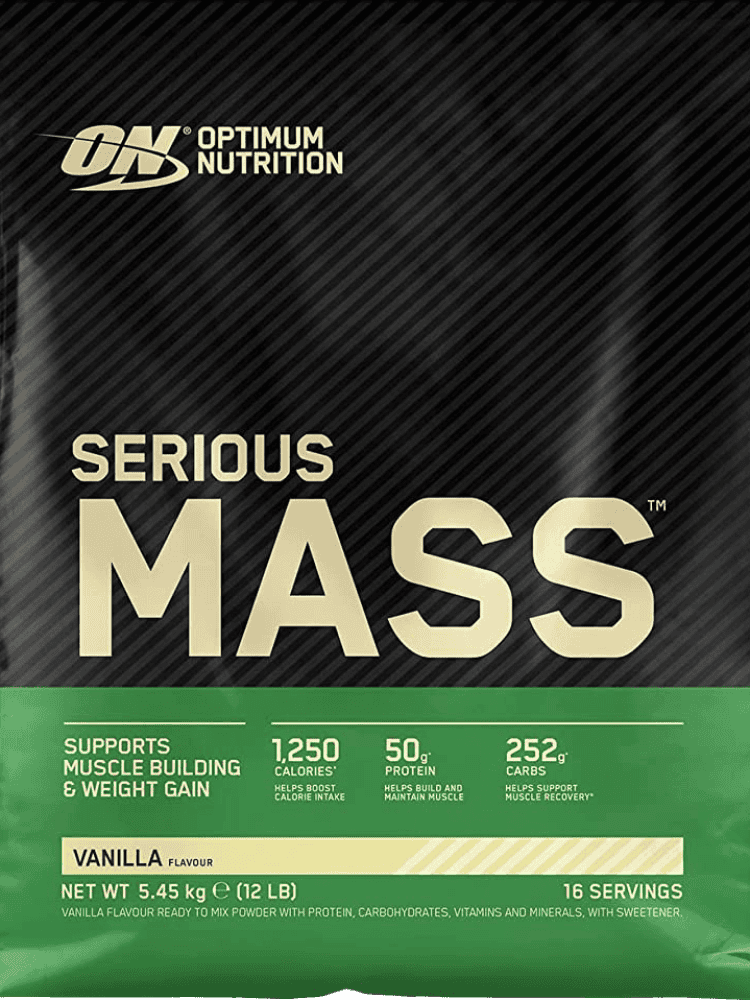 ON® OPTIMUM
NUTRITION
SERIOUS
MASS™
SUPPORTS
MUSCLE BUILDING
& WEIGHT GAIN
1,250
CALORIES*
HELPS BOOST
CALORIE INTAKE
50g*
PROTEIN
HELPS BUILD AND
MAINTAIN MUSCLE
252g*
CARBS
HELPS SUPPORT
MUSCLE RECOVERY**
VANILLA FLAVOUR
NET WT 5.45 kg ℮ (12 LB)
16 SERVINGS
VANILLA FLAVOUR READY TO MIX POWDER WITH PROTEIN, CARBOHYDRATES, VITAMINS AND MINERALS, WITH SWEETENER.